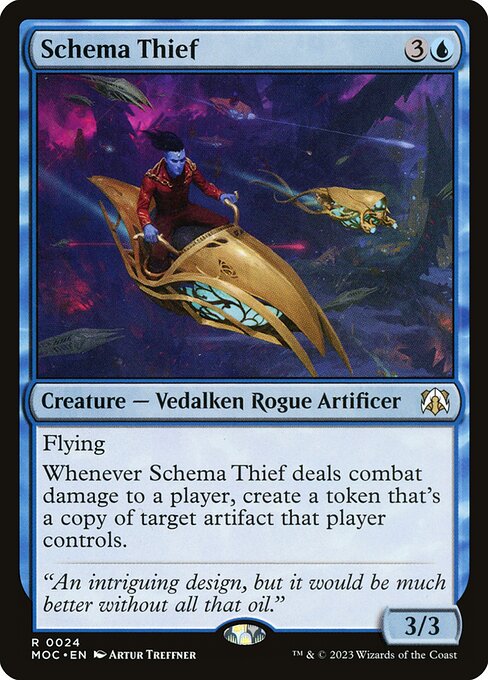 Schema Thief 3
Creature — Vedalken Rogue Artificer
Flying
Whenever Schema Thief deals combat
damage to a player, create a token that's
a copy of target artifact that player
controls.
“An intriguing design, but it would be much
better without all that oil.”
3/3
R 0024
MOC • EN ARTUR TREFFNER
™ & © 2023 Wizards of the Coast